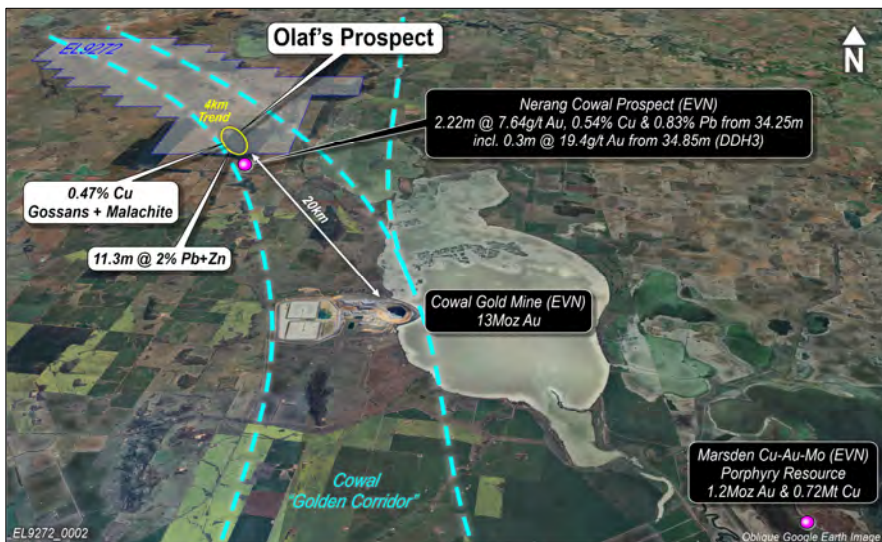 EL9272
Olaf's Prospect
N
4km
Trend
Nerang Cowal Prospect (EVN)
2.22m @ 7.64g/t Au, 0.54% Cu & 0.83% Pb from 34.25m
incl. 0.3m @ 19.4g/t Au from 34.85m (DDH3)
0.47% Cu
Gossans + Malachite
20km
11.3m @ 2% Pb+Zn
Cowal Gold Mine (EVN)
13Moz Au
Marsden Cu-Au-Mo (EVN)
Porphyry Resource
1.2Moz Au & 0.72Mt Cu
Cowal
"Golden Corridor"
EL9272_0002
Oblique Google Earth Image